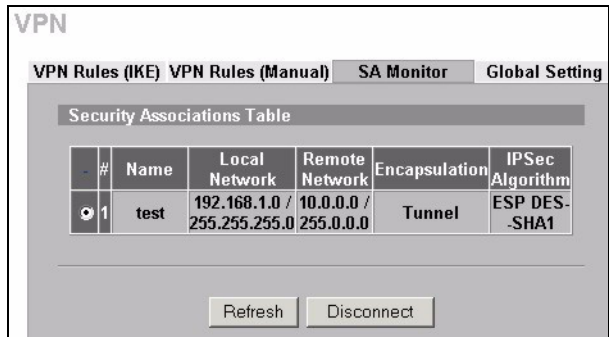 VPN
VPN Rules (IKE) VPN Rules (Manual) SA Monitor Global Setting
Security Associations Table
- # Name Local Network Remote Network Encapsulation IPSec Algorithm
1 test 192.168.1.0 / 255.255.255.0 10.0.0.0 / 255.0.0.0 Tunnel ESP DES--SHA1
Refresh Disconnect